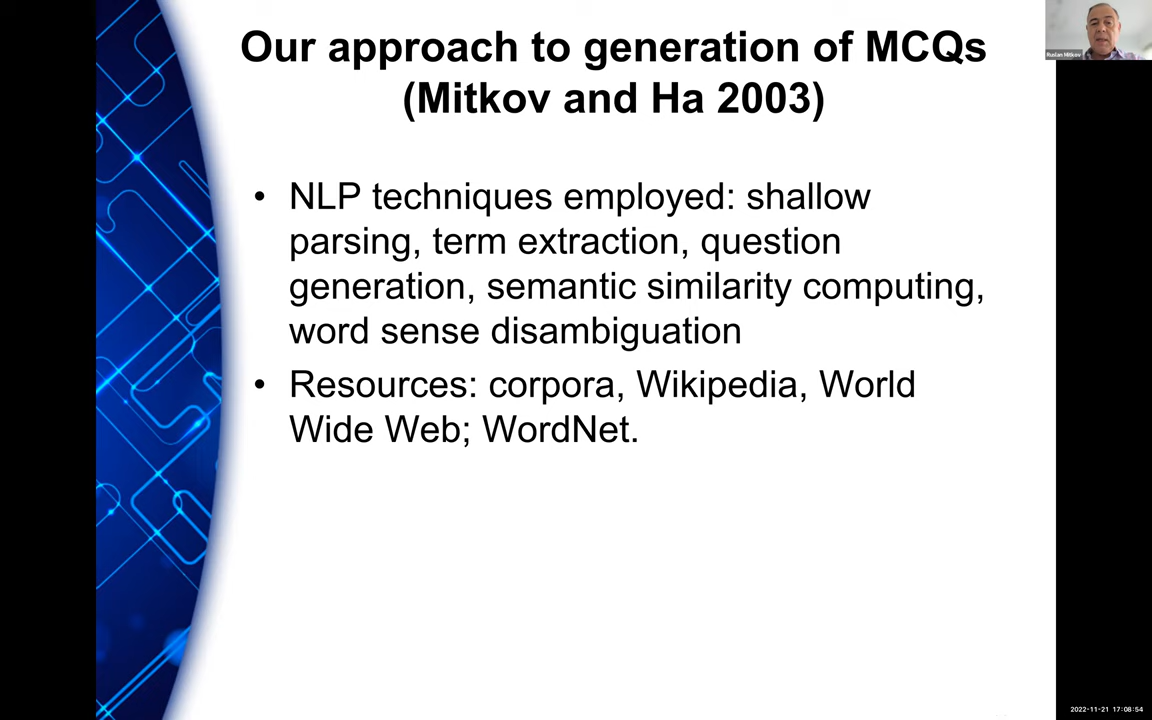 Our approach to generation of MCQs
(Mitkov and Ha 2003)
Ruslan Mitkov
• NLP techniques employed: shallow
parsing, term extraction, question
generation, semantic similarity computing,
word sense disambiguation
• Resources: corpora, Wikipedia, World
Wide Web; WordNet.
2022-11-21 17:08:54